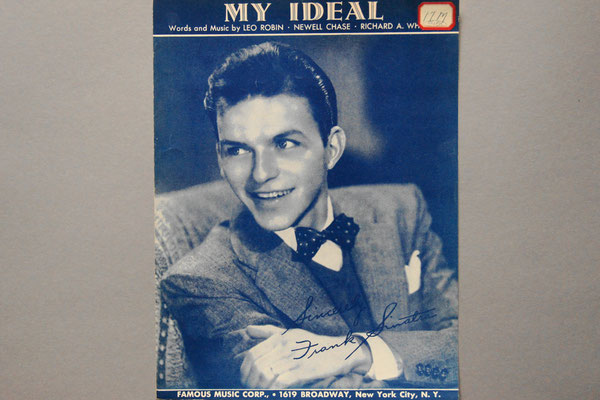 MY IDEAL
Words and Music by LEO ROBIN · NEWELL CHASE · RICHARD A. WH
Sincerely
Frank Sinatra
FAMOUS MUSIC CORP., • 1619 BROADWAY, New York City, N. Y.